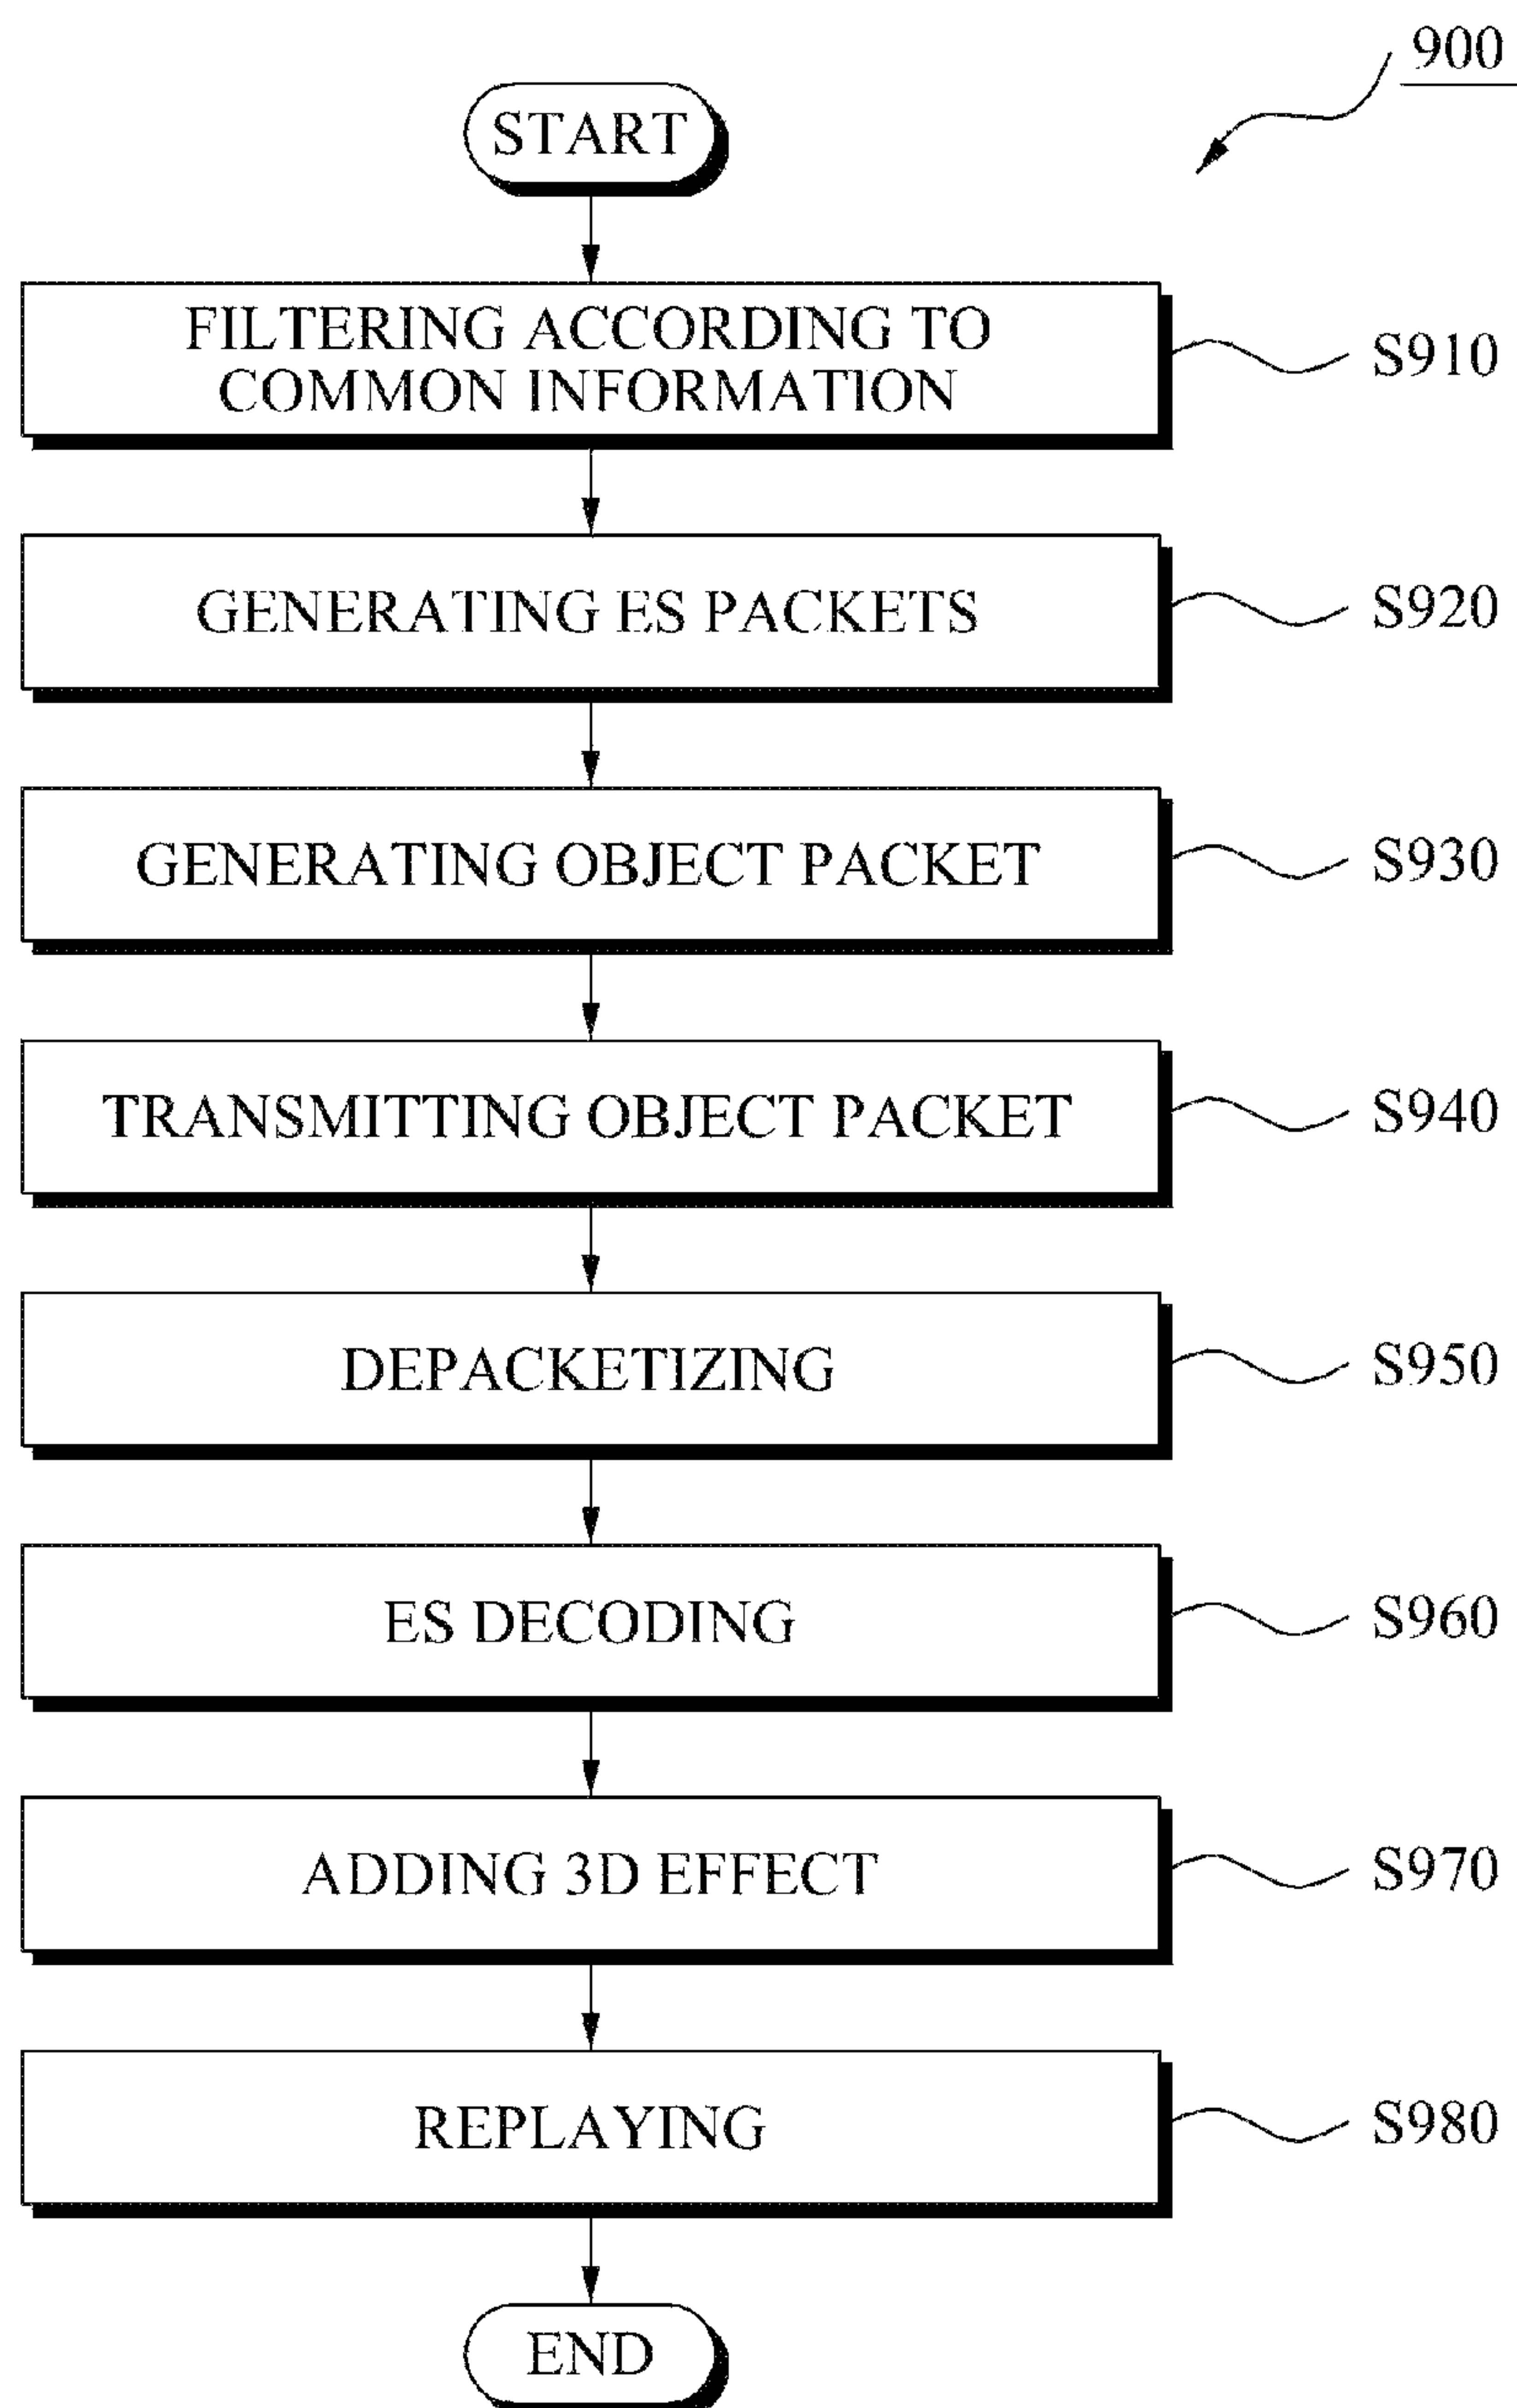 900
START
FILTERING ACCORDING TO
COMMON INFORMATION
S910
GENERATING ES PACKETS
S920
GENERATING OBJECT PACKET
S930
TRANSMITTING OBJECT PACKET
S940
DEPACKETIZING
S950
ES DECODING
S960
ADDING 3D EFFECT
S970
REPLAYING
S980
END